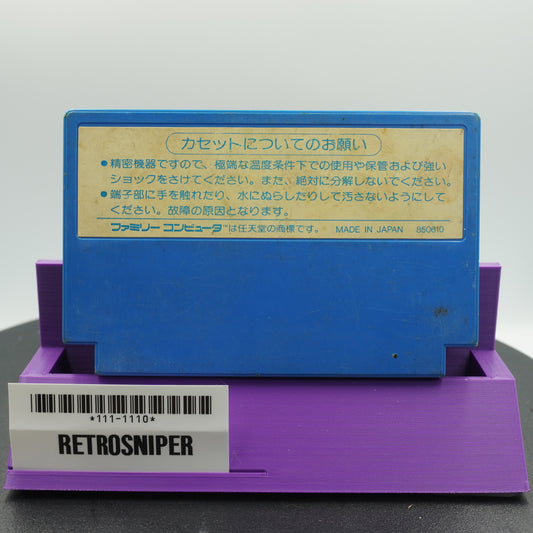 カセットについてのお願い
●精密機器ですので、極端な温度条件下での使用や保管および強い
ショックをさけてください。また、絶対に分解しないでください。
●端子部に手を触れたり、水にぬらしたりして汚さないようにして
ください。故障の原因となります。
ファミリー コンピュータ™は任天堂の商標です。 MADE IN JAPAN 850610
*111-1110*
RETROSNIPER